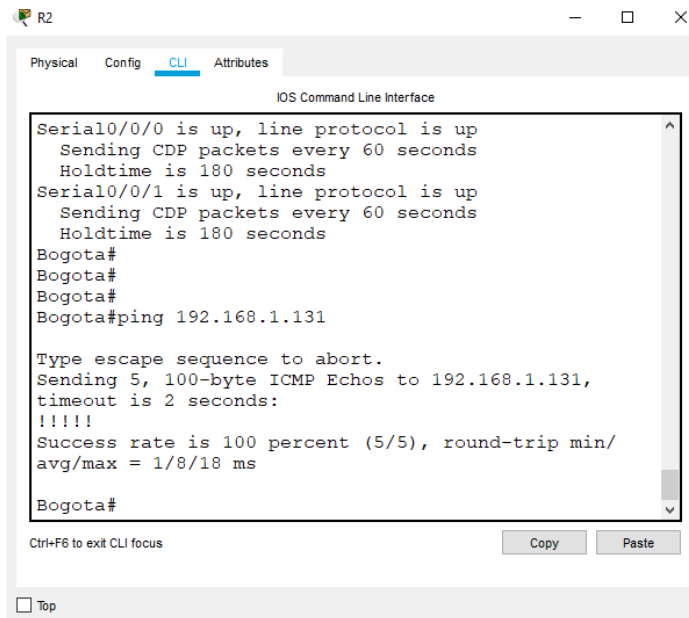 R2
Physical Config CLI Attributes
IOS Command Line Interface
Serial0/0/0 is up, line protocol is up
  Sending CDP packets every 60 seconds
  Holdtime is 180 seconds
Serial0/0/1 is up, line protocol is up
  Sending CDP packets every 60 seconds
  Holdtime is 180 seconds
Bogota#
Bogota#
Bogota#
Bogota#ping 192.168.1.131
Type escape sequence to abort.
Sending 5, 100-byte ICMP Echos to 192.168.1.131,
timeout is 2 seconds:
!!!!!
Success rate is 100 percent (5/5), round-trip min/
avg/max = 1/8/18 ms
Bogota#
Ctrl+F6 to exit CLI focus Copy Paste
Top